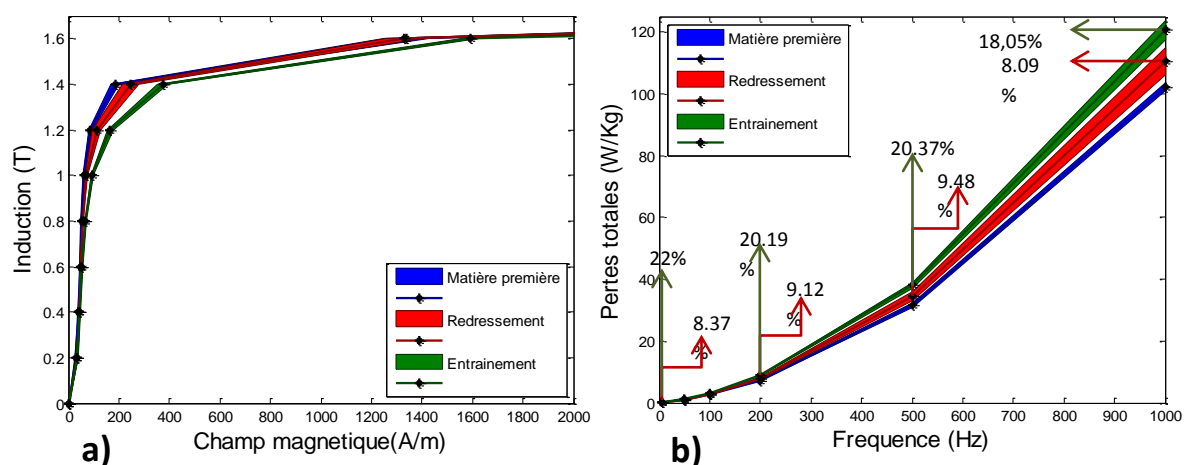 Induction (T)
1.6
1.4
1.2
1
0.8
0.6
0.4
0.2
0
Matière première
Redressement
Entrainement
0 200 400 600 800 1000 1200 1400 1600 1800 2000
Champ magnetique(A/m)
a)
Pertes totales (W/Kg)
120
100
80
60
40
20
0
Matière première
Redressement
Entrainement
18,05%
8.09
%
20.37%
9.48
%
20.19
%
9.12
%
22%
8.37
%
0 100 200 300 400 500 600 700 800 900 1000
Frequence (Hz)
b)